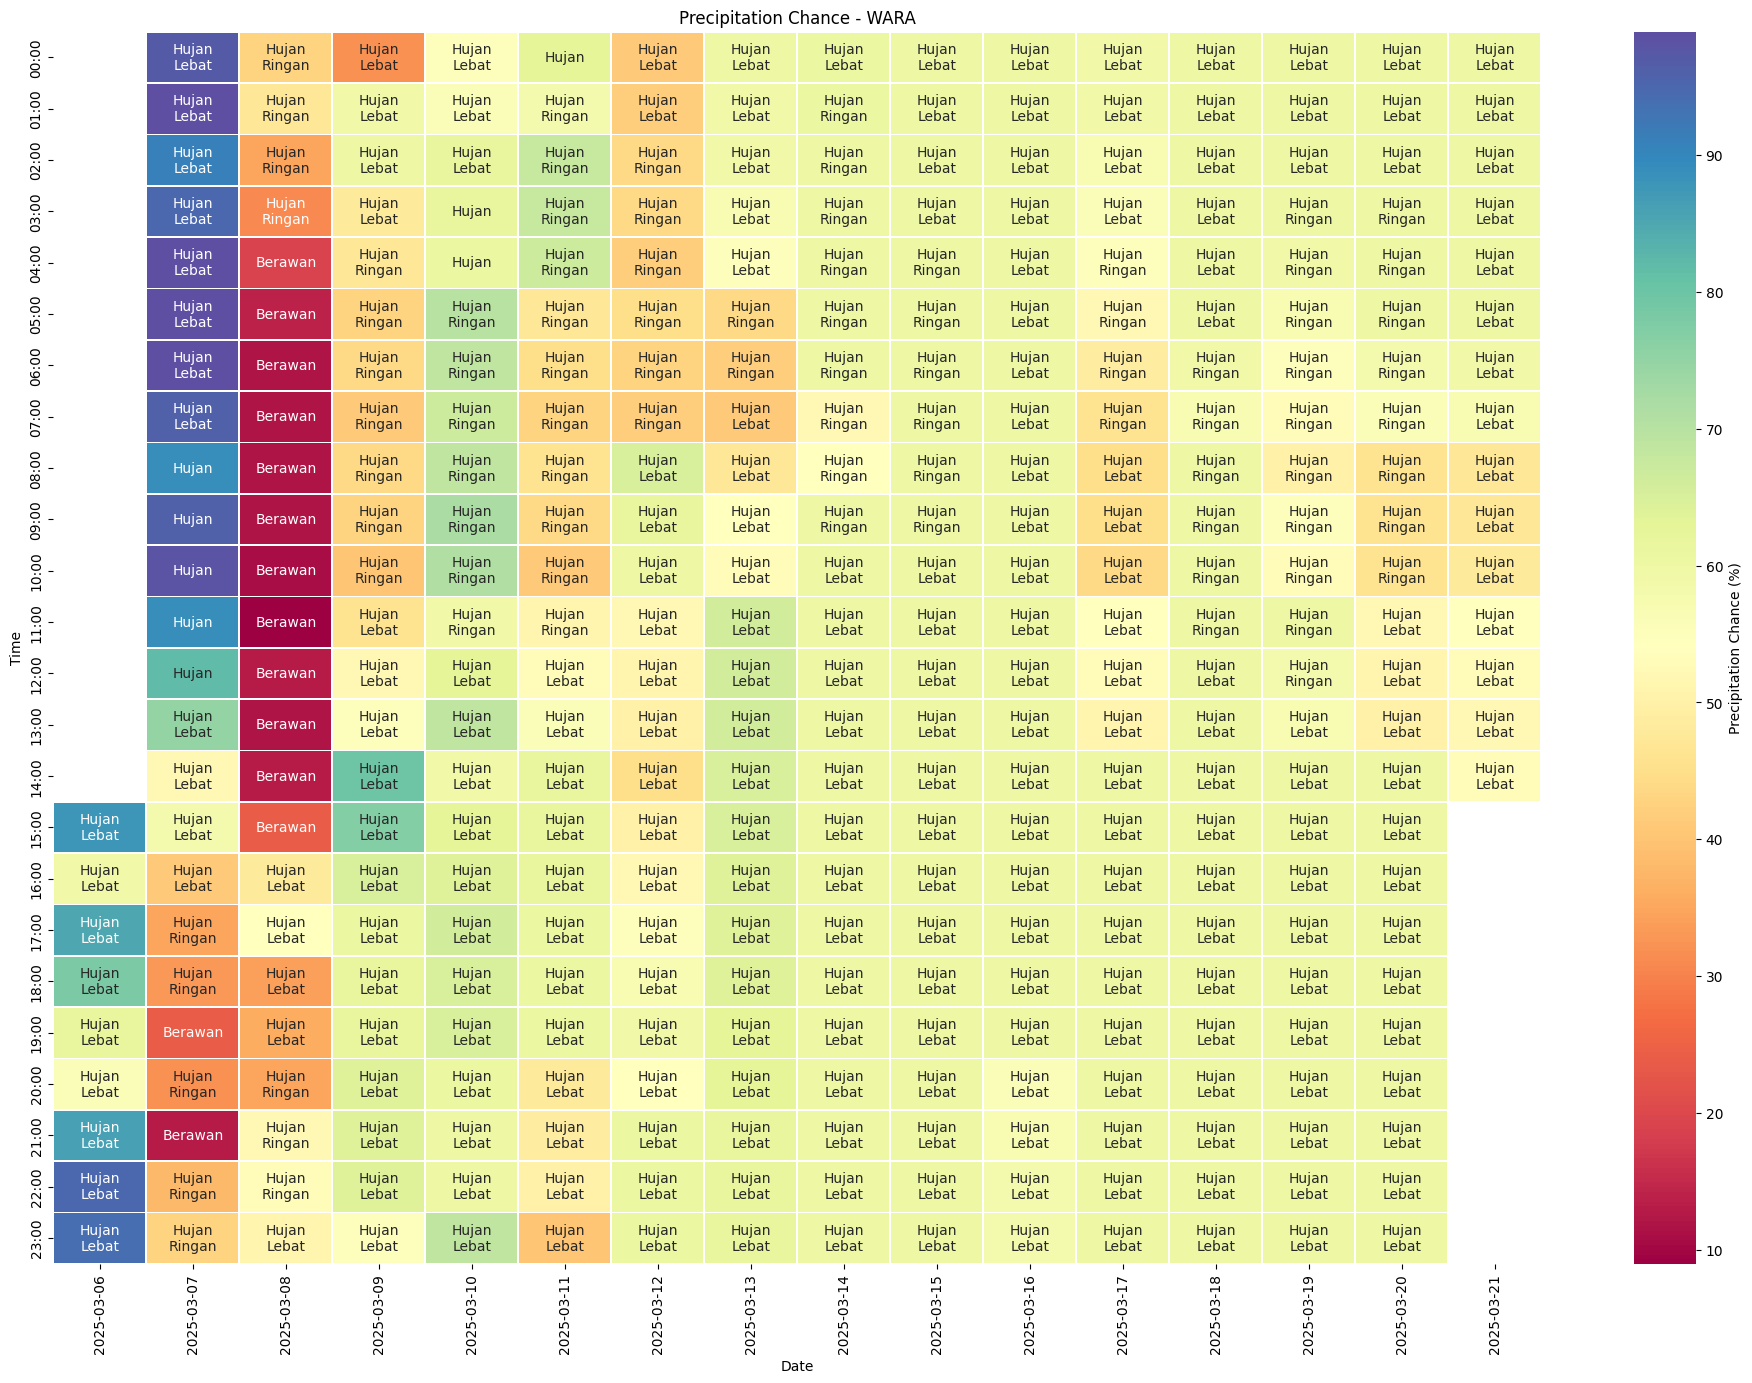 Precipitation Chance - WARA
00:00 Hujan Lebat Hujan Ringan Hujan Lebat Hujan Lebat Hujan Hujan Lebat Hujan Lebat Hujan Lebat Hujan Lebat Hujan Lebat Hujan Lebat Hujan Lebat Hujan Lebat Hujan Lebat Hujan Lebat
01:00 Hujan Lebat Hujan Ringan Hujan Lebat Hujan Lebat Hujan Ringan Hujan Lebat Hujan Lebat Hujan Ringan Hujan Lebat Hujan Lebat Hujan Lebat Hujan Lebat Hujan Lebat Hujan Lebat Hujan Lebat
02:00 Hujan Lebat Hujan Ringan Hujan Lebat Hujan Lebat Hujan Ringan Hujan Ringan Hujan Lebat Hujan Ringan Hujan Lebat Hujan Lebat Hujan Lebat Hujan Lebat Hujan Lebat Hujan Lebat Hujan Lebat
03:00 Hujan Lebat Hujan Ringan Hujan Lebat Hujan Hujan Ringan Hujan Ringan Hujan Lebat Hujan Ringan Hujan Lebat Hujan Lebat Hujan Lebat Hujan Lebat Hujan Ringan Hujan Ringan Hujan Lebat
04:00 Hujan Lebat Berawan Hujan Ringan Hujan Hujan Ringan Hujan Ringan Hujan Lebat Hujan Ringan Hujan Ringan Hujan Lebat Hujan Ringan Hujan Lebat Hujan Ringan Hujan Ringan Hujan Lebat
05:00 Hujan Lebat Berawan Hujan Ringan Hujan Ringan Hujan Ringan Hujan Ringan Hujan Ringan Hujan Ringan Hujan Ringan Hujan Lebat Hujan Ringan Hujan Lebat Hujan Ringan Hujan Ringan Hujan Lebat
06:00 Hujan Lebat Berawan Hujan Ringan Hujan Ringan Hujan Ringan Hujan Ringan Hujan Ringan Hujan Ringan Hujan Ringan Hujan Lebat Hujan Ringan Hujan Ringan Hujan Ringan Hujan Ringan Hujan Lebat
07:00 Hujan Lebat Berawan Hujan Ringan Hujan Ringan Hujan Ringan Hujan Ringan Hujan Lebat Hujan Ringan Hujan Ringan Hujan Lebat Hujan Ringan Hujan Ringan Hujan Ringan Hujan Ringan Hujan Lebat
08:00 Hujan Berawan Hujan Ringan Hujan Ringan Hujan Ringan Hujan Lebat Hujan Lebat Hujan Ringan Hujan Ringan Hujan Lebat Hujan Lebat Hujan Ringan Hujan Ringan Hujan Ringan Hujan Lebat
09:00 Hujan Berawan Hujan Ringan Hujan Ringan Hujan Ringan Hujan Lebat Hujan Lebat Hujan Ringan Hujan Ringan Hujan Lebat Hujan Lebat Hujan Ringan Hujan Ringan Hujan Ringan Hujan Lebat
10:00 Hujan Berawan Hujan Ringan Hujan Ringan Hujan Ringan Hujan Lebat Hujan Lebat Hujan Lebat Hujan Lebat Hujan Lebat Hujan Lebat Hujan Ringan Hujan Ringan Hujan Ringan Hujan Lebat
11:00 Hujan Berawan Hujan Lebat Hujan Ringan Hujan Ringan Hujan Lebat Hujan Lebat Hujan Lebat Hujan Lebat Hujan Lebat Hujan Lebat Hujan Ringan Hujan Ringan Hujan Lebat Hujan Lebat
12:00 Hujan Berawan Hujan Lebat Hujan Lebat Hujan Lebat Hujan Lebat Hujan Lebat Hujan Lebat Hujan Lebat Hujan Lebat Hujan Lebat Hujan Lebat Hujan Ringan Hujan Lebat Hujan Lebat
13:00 Hujan Lebat Berawan Hujan Lebat Hujan Lebat Hujan Lebat Hujan Lebat Hujan Lebat Hujan Lebat Hujan Lebat Hujan Lebat Hujan Lebat Hujan Lebat Hujan Lebat Hujan Lebat Hujan Lebat
14:00 Hujan Lebat Berawan Hujan Lebat Hujan Lebat Hujan Lebat Hujan Lebat Hujan Lebat Hujan Lebat Hujan Lebat Hujan Lebat Hujan Lebat Hujan Lebat Hujan Lebat Hujan Lebat Hujan Lebat
15:00 Hujan Lebat Hujan Lebat Berawan Hujan Lebat Hujan Lebat Hujan Lebat Hujan Lebat Hujan Lebat Hujan Lebat Hujan Lebat Hujan Lebat Hujan Lebat Hujan Lebat Hujan Lebat Hujan Lebat
16:00 Hujan Lebat Hujan Lebat Hujan Lebat Hujan Lebat Hujan Lebat Hujan Lebat Hujan Lebat Hujan Lebat Hujan Lebat Hujan Lebat Hujan Lebat Hujan Lebat Hujan Lebat Hujan Lebat Hujan Lebat
17:00 Hujan Lebat Hujan Ringan Hujan Lebat Hujan Lebat Hujan Lebat Hujan Lebat Hujan Lebat Hujan Lebat Hujan Lebat Hujan Lebat Hujan Lebat Hujan Lebat Hujan Lebat Hujan Lebat Hujan Lebat
18:00 Hujan Lebat Hujan Ringan Hujan Lebat Hujan Lebat Hujan Lebat Hujan Lebat Hujan Lebat Hujan Lebat Hujan Lebat Hujan Lebat Hujan Lebat Hujan Lebat Hujan Lebat Hujan Lebat Hujan Lebat
19:00 Hujan Lebat Berawan Hujan Lebat Hujan Lebat Hujan Lebat Hujan Lebat Hujan Lebat Hujan Lebat Hujan Lebat Hujan Lebat Hujan Lebat Hujan Lebat Hujan Lebat Hujan Lebat Hujan Lebat
20:00 Hujan Lebat Hujan Ringan Hujan Ringan Hujan Lebat Hujan Lebat Hujan Lebat Hujan Lebat Hujan Lebat Hujan Lebat Hujan Lebat Hujan Lebat Hujan Lebat Hujan Lebat Hujan Lebat Hujan Lebat
21:00 Hujan Lebat Berawan Hujan Ringan Hujan Lebat Hujan Lebat Hujan Lebat Hujan Lebat Hujan Lebat Hujan Lebat Hujan Lebat Hujan Lebat Hujan Lebat Hujan Lebat Hujan Lebat Hujan Lebat
22:00 Hujan Lebat Hujan Ringan Hujan Ringan Hujan Lebat Hujan Lebat Hujan Lebat Hujan Lebat Hujan Lebat Hujan Lebat Hujan Lebat Hujan Lebat Hujan Lebat Hujan Lebat Hujan Lebat Hujan Lebat
23:00 Hujan Lebat Hujan Ringan Hujan Lebat Hujan Lebat Hujan Lebat Hujan Lebat Hujan Lebat Hujan Lebat Hujan Lebat Hujan Lebat Hujan Lebat Hujan Lebat Hujan Lebat Hujan Lebat Hujan Lebat
Time
2025-03-06
2025-03-07
2025-03-08
2025-03-09
2025-03-10
2025-03-11
2025-03-12
2025-03-13
2025-03-14
2025-03-15
2025-03-16
2025-03-17
2025-03-18
2025-03-19
2025-03-20
2025-03-21
Date
90
80
70
60
50
40
30
20
10
Precipitation Chance (%)